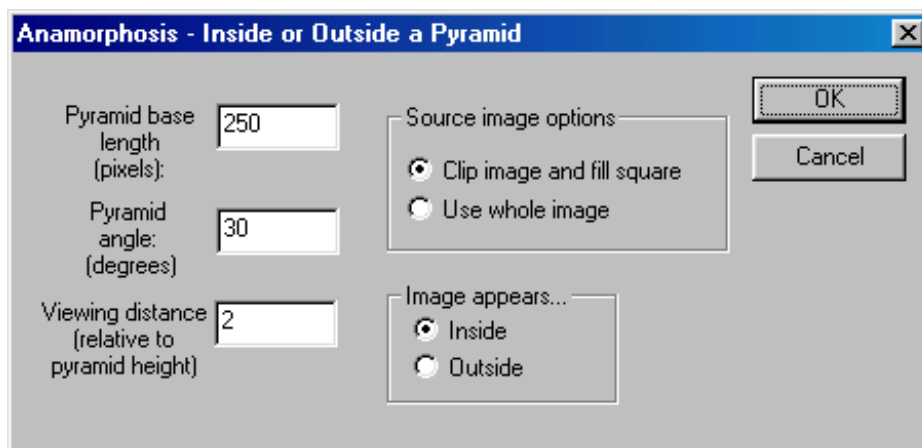 Anamorphosis - Inside or Outside a Pyramid
Pyramid base
length
(pixels):
250
Pyramid
angle:
(degrees)
30
Viewing distance
(relative to
pyramid height)
2
Source image options
Clip image and fill square
Use whole image
Image appears...
Inside
Outside
OK
Cancel